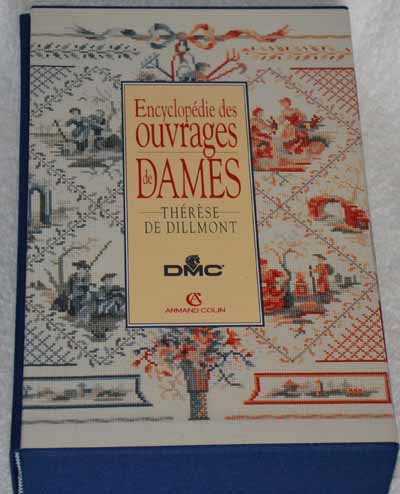 Encyclopédie des
ouvrages
de DAMES
THÉRÈSE
DE DILLMONT
DMC
ARMAND COLIN